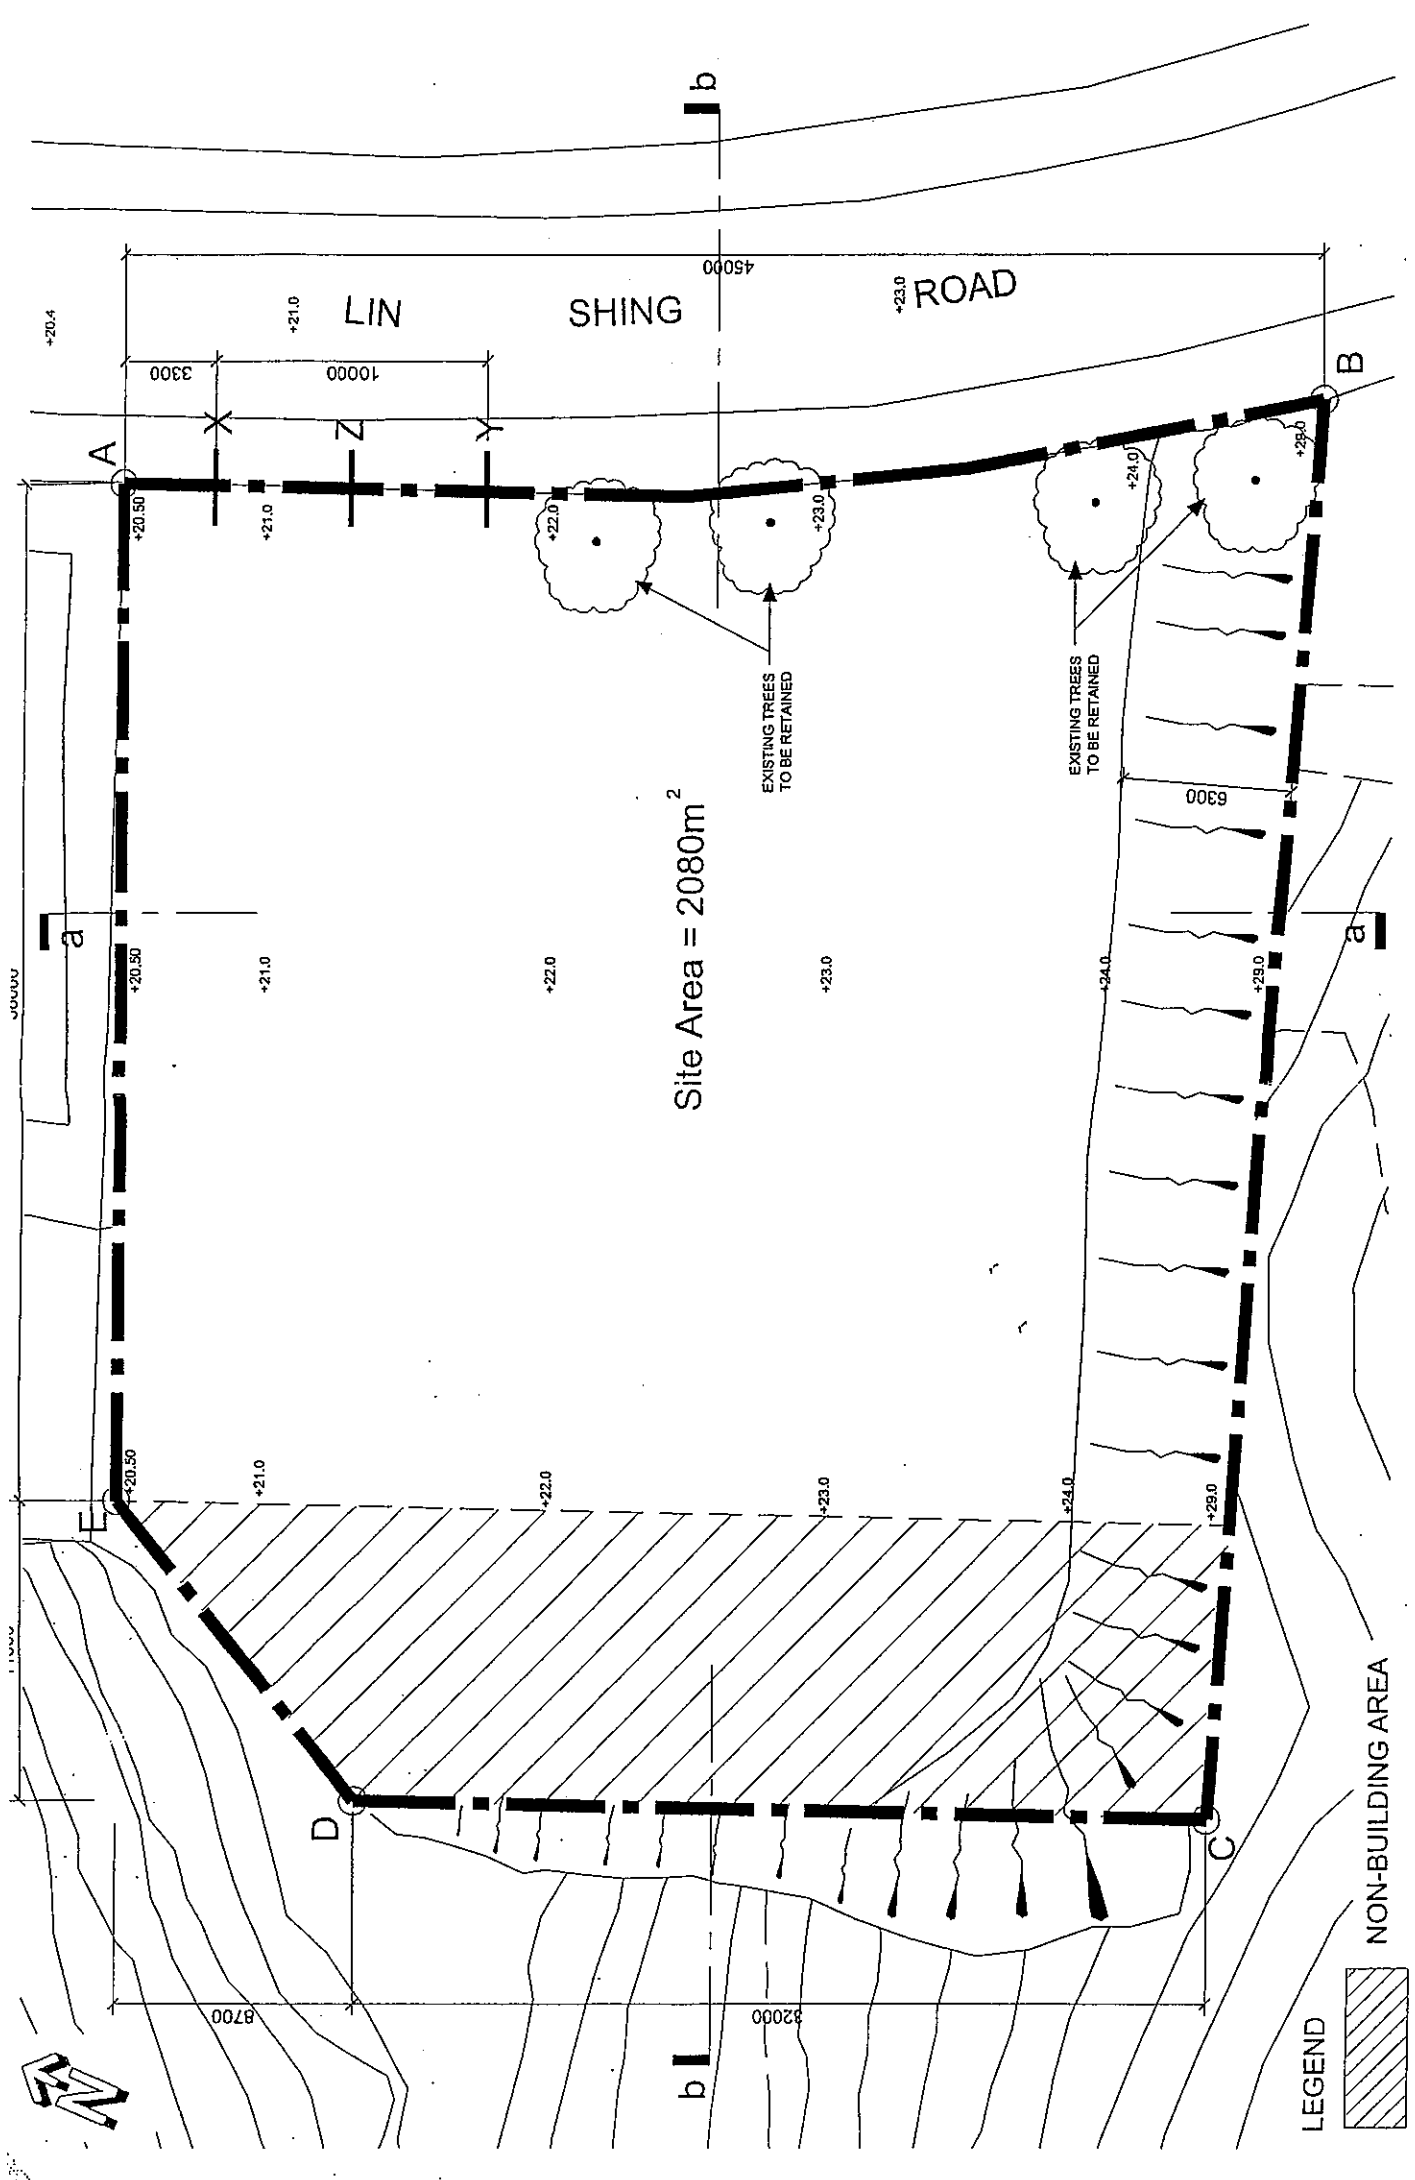 b
+20.4
+21.0
LIN
SHING
+23.0
ROAD
45000
3300
10000
A
X
Z
Y
B
+20.50
+21.0
+22.0
+23.0
+24.0
+29.0
EXISTING TREES
TO BE RETAINED
EXISTING TREES
TO BE RETAINED
6300
Site Area = 2080m²
a
a
+20.50
+21.0
+22.0
+23.0
+24.0
+29.0
E
+20.50
+21.0
+22.0
+23.0
+24.0
+29.0
D
C
8700
32000
b
N
LEGEND
NON-BUILDING AREA